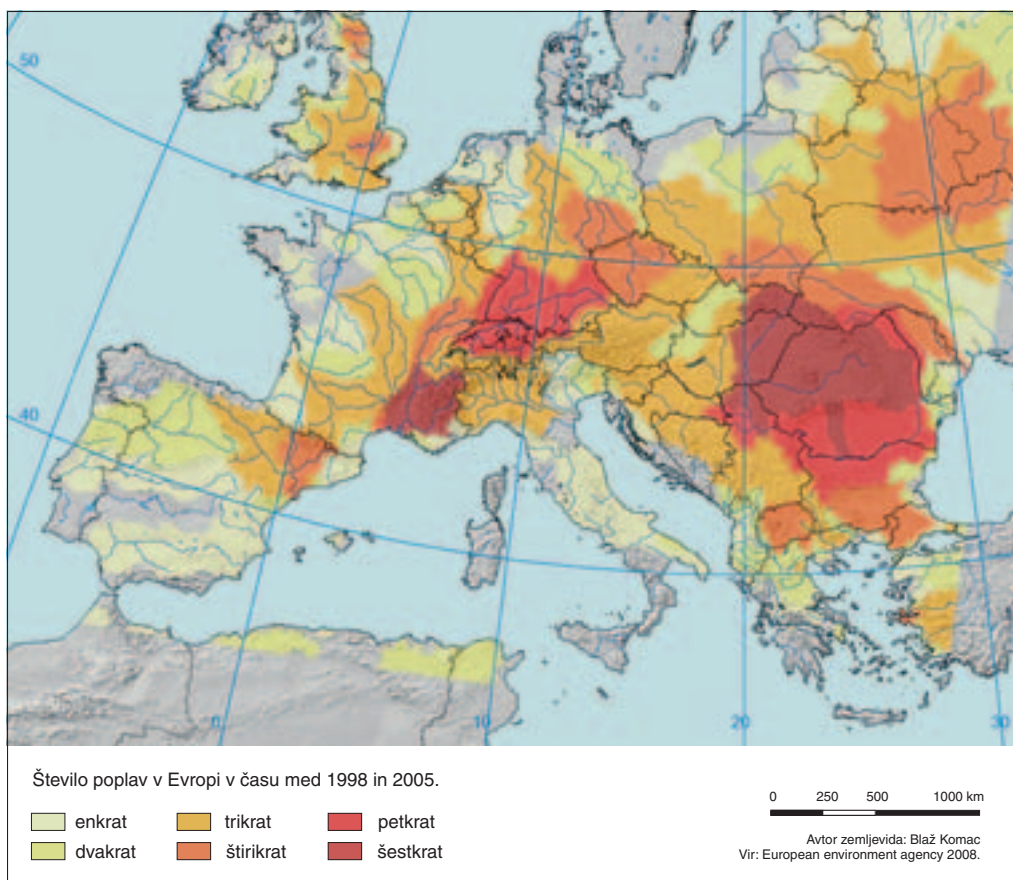 50
40
0
10
20
30
Število poplav v Evropi v času med 1998 in 2005.
enkrat
dvakrat
trikrat
štirikrat
petkrat
šestkrat
0 250 500 1000 km
Avtor zemljevida: Blaž Komac
Vir: European environment agency 2008.